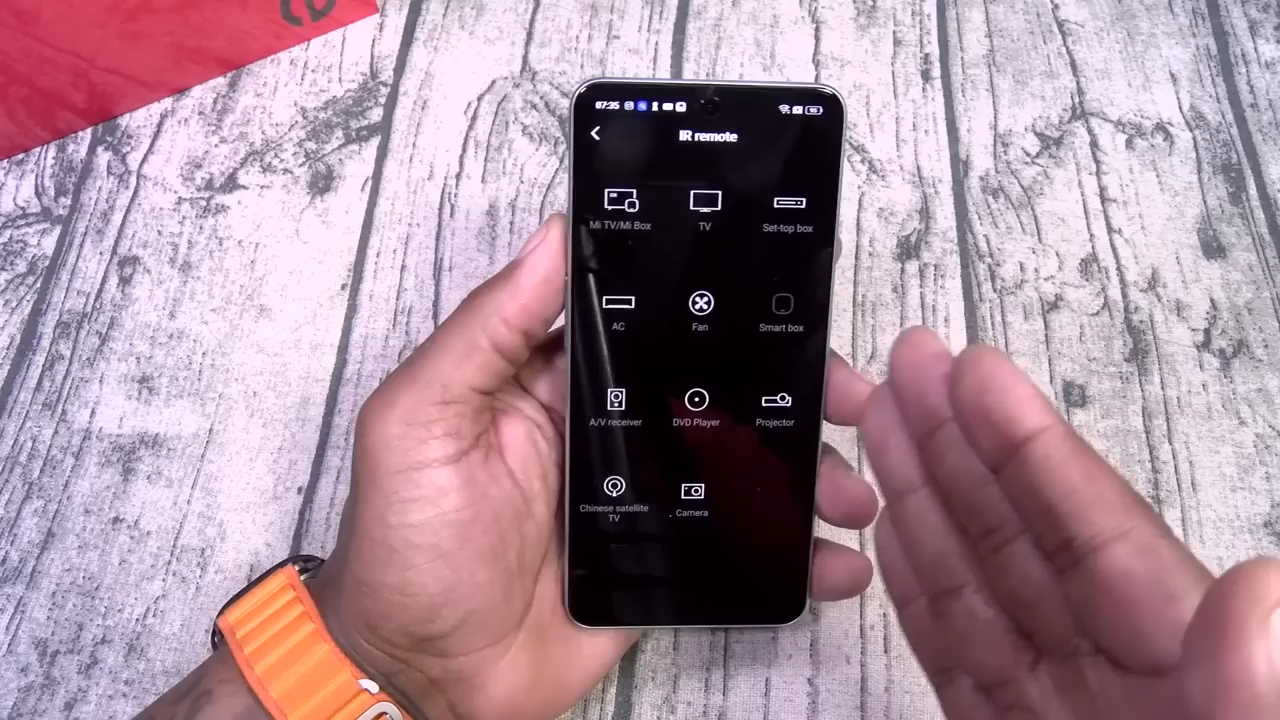 07:35
95
IR remote
Mi TV/Mi Box
TV
Set-top box
AC
Fan
Smart box
A/V receiver
DVD Player
Projector
Chinese satellite
TV
Camera